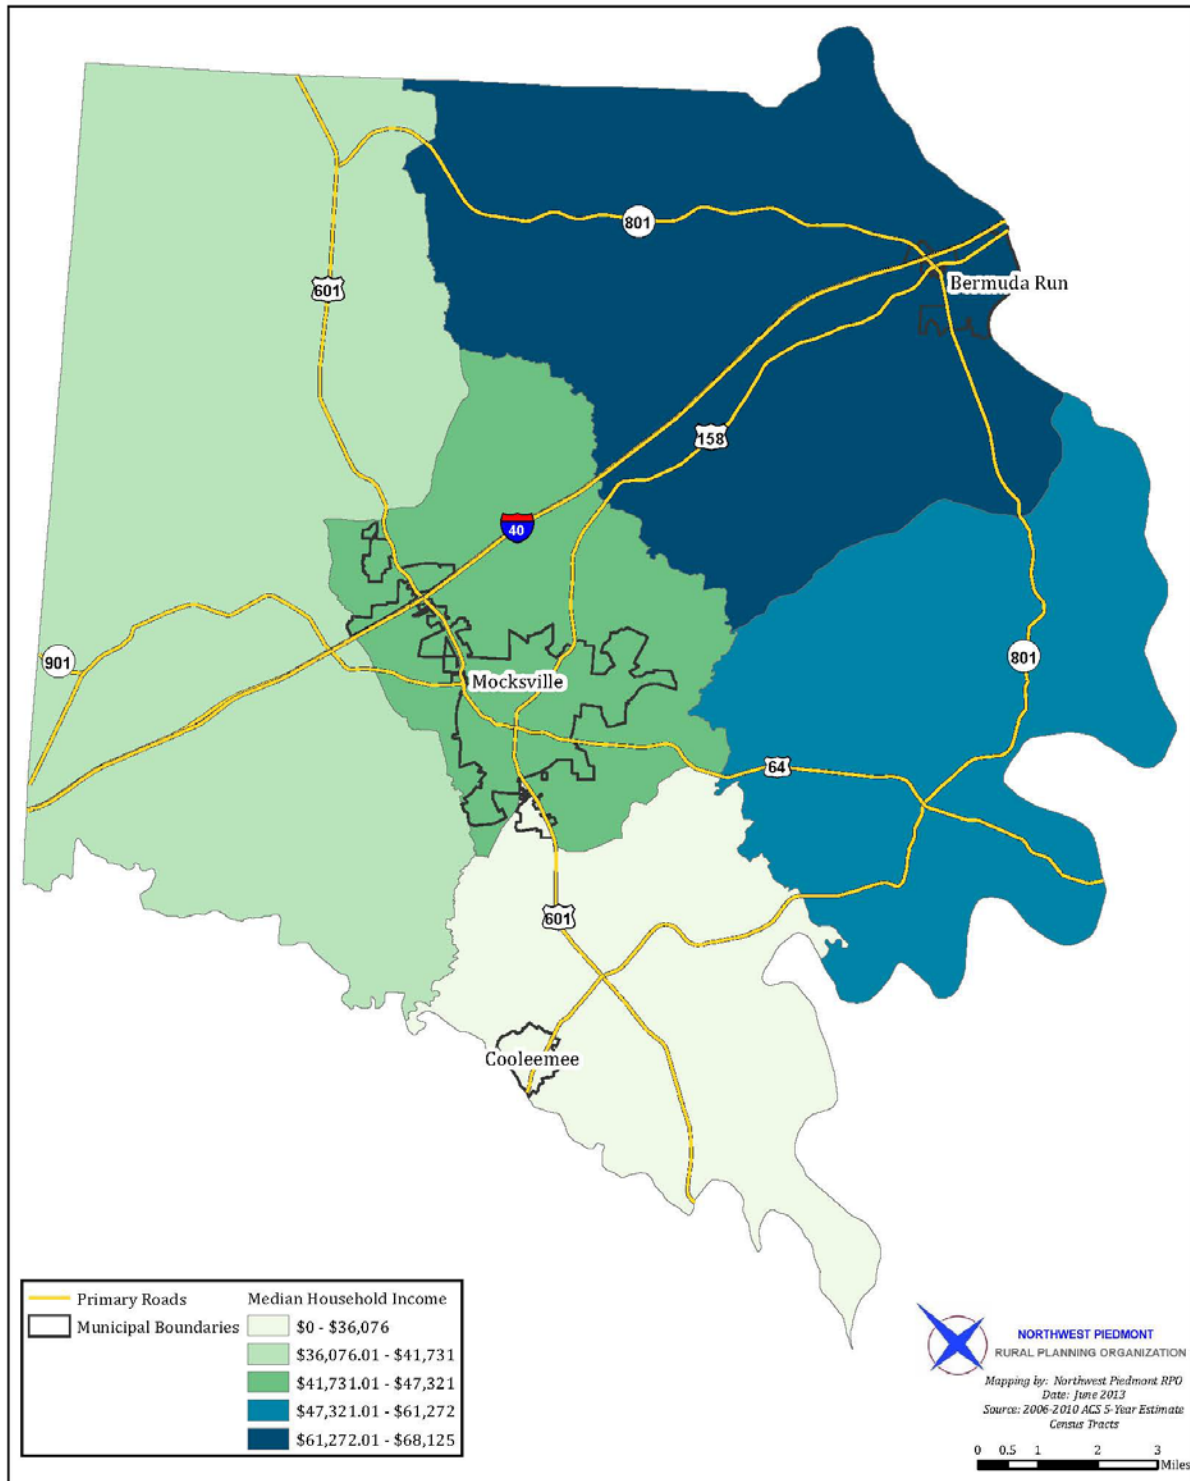 801
601
Bermuda Run
158
40
901
801
Mocksville
64
601
Cooleemee
Primary Roads
Municipal Boundaries
Median Household Income
$0 - $36,076
$36,076.01 - $41,731
$41,731.01 - $47,321
$47,321.01 - $61,272
$61,272.01 - $68,125
NORTHWEST PIEDMONT
RURAL PLANNING ORGANIZATION
Mapping by: Northwest Piedmont RPO
Date: June 2013
Source: 2006-2010 ACS 5-Year Estimate
Census Tracts
0 0.5 1 2 3
Miles